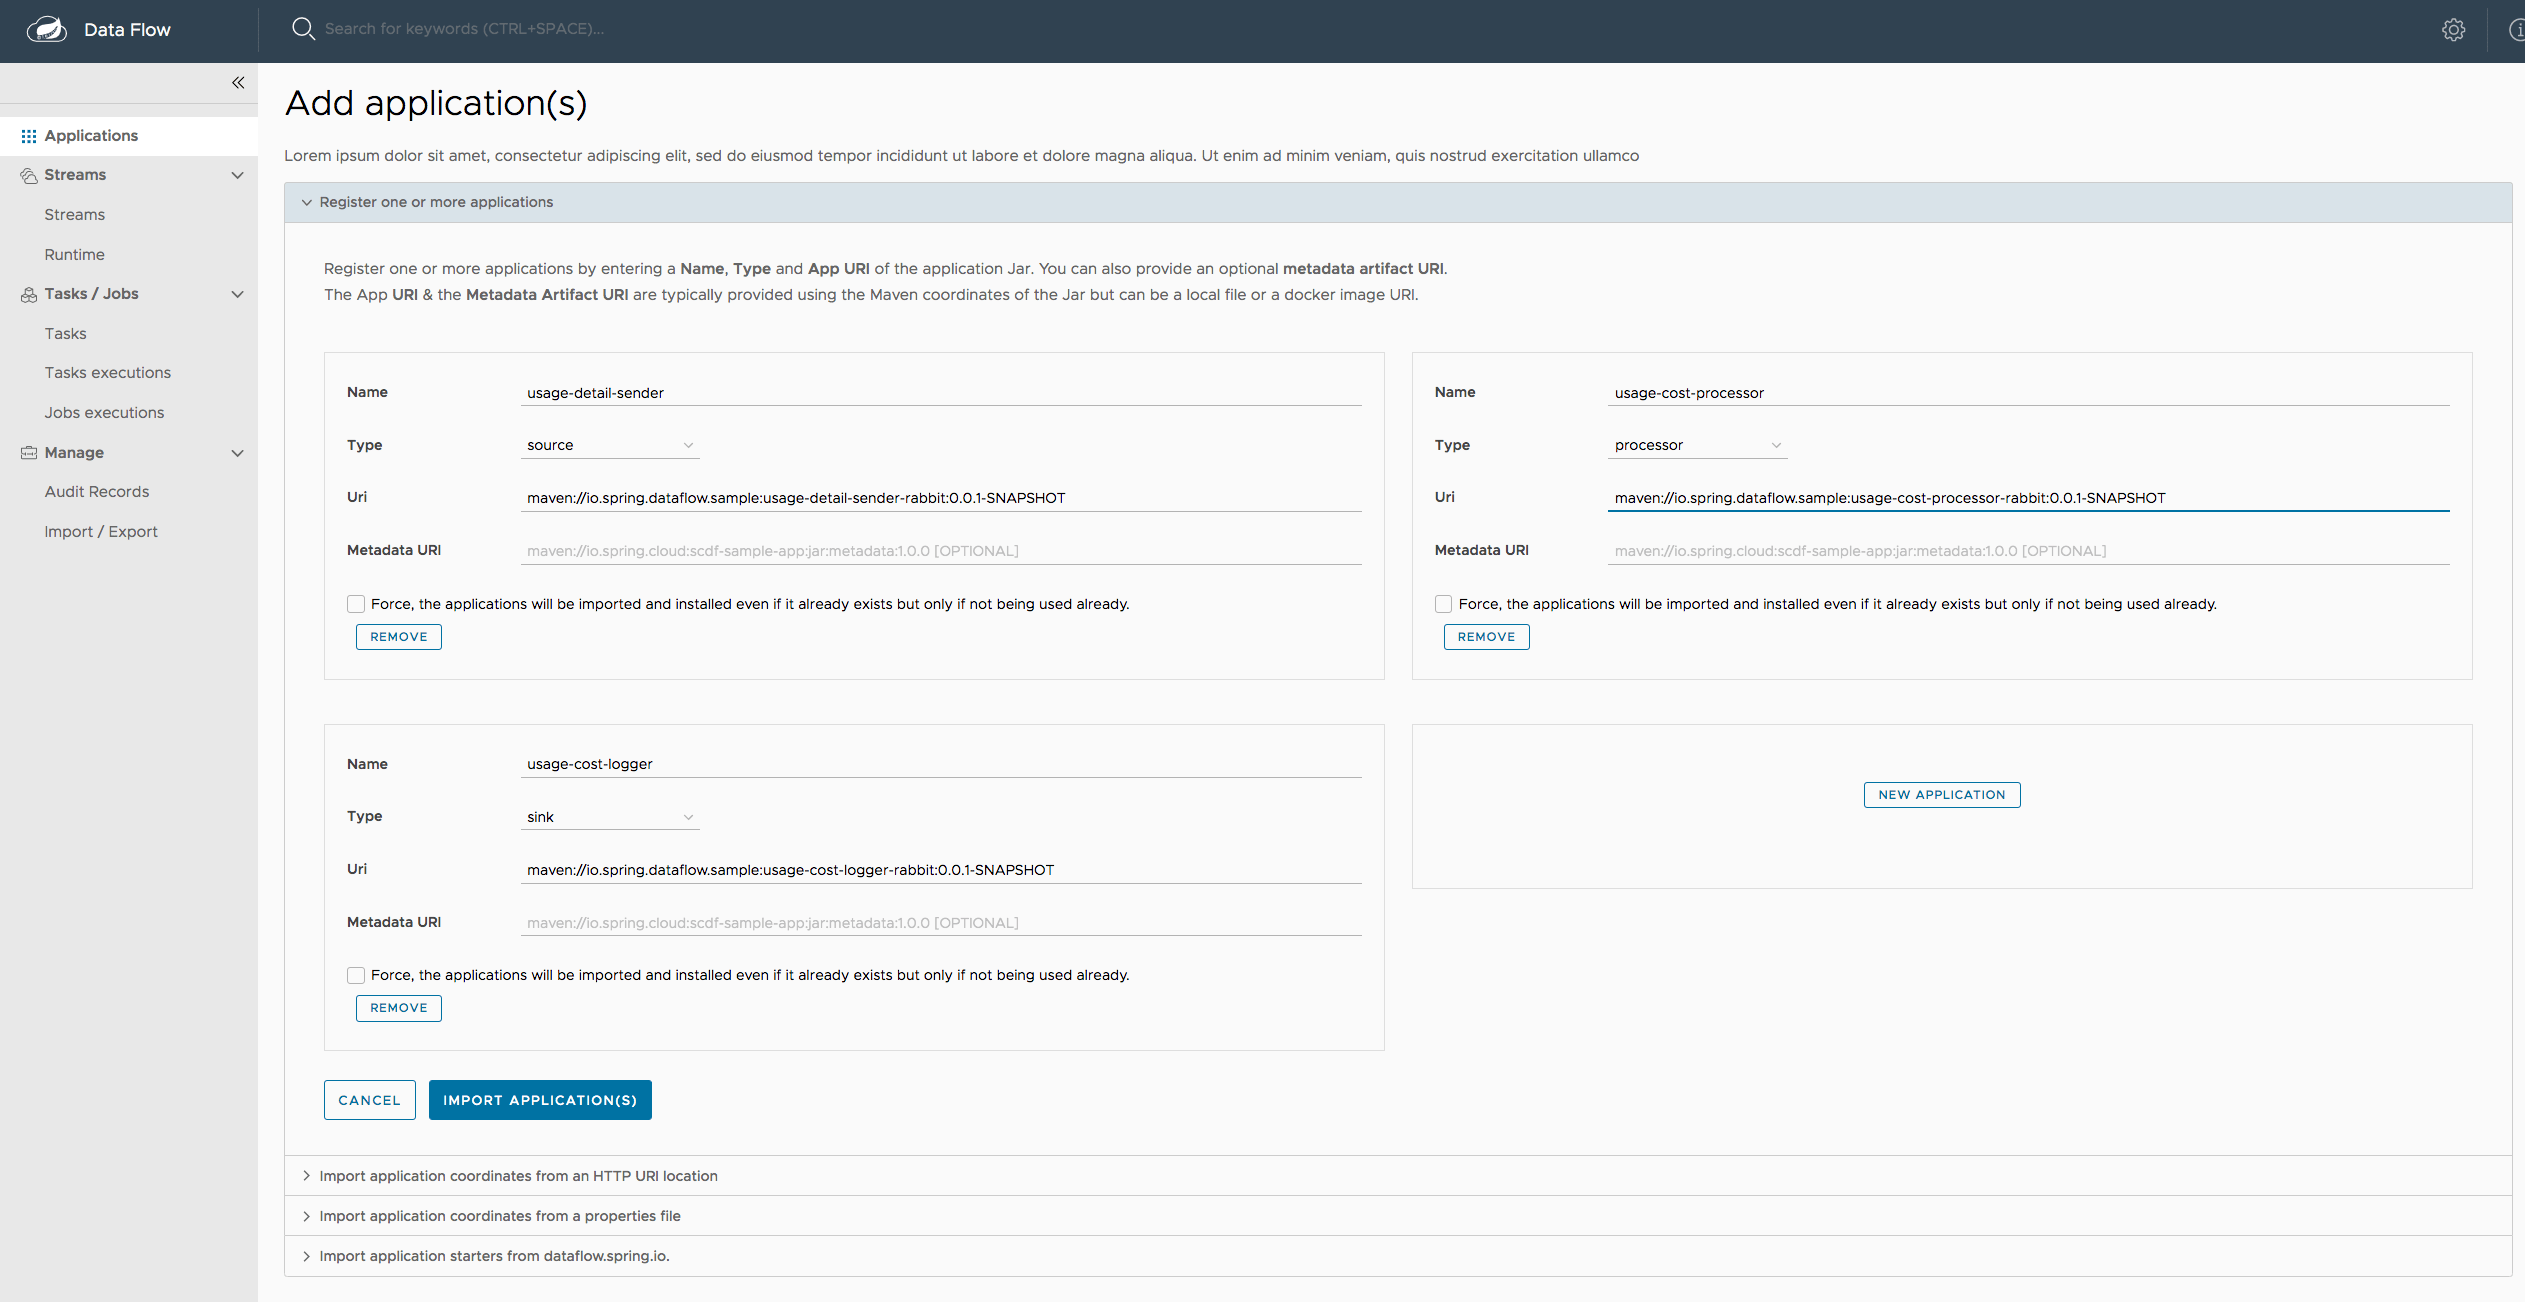 Data Flow
Search for keywords (CTRL+SPACE)...
Applications
Streams
Streams
Runtime
Tasks / Jobs
Tasks
Tasks executions
Jobs executions
Manage
Audit Records
Import / Export
Add application(s)
Lorem ipsum dolor sit amet, consectetur adipiscing elit, sed do eiusmod tempor incididunt ut labore et dolore magna aliqua. Ut enim ad minim veniam, quis nostrud exercitation ullamco
Register one or more applications
Register one or more applications by entering a Name, Type and App URI of the application Jar. You can also provide an optional metadata artifact URI.
The App URI & the Metadata Artifact URI are typically provided using the Maven coordinates of the Jar but can be a local file or a docker image URI.
Name usage-detail-sender
Type source
Uri maven://io.spring.dataflow.sample:usage-detail-sender-rabbit:0.0.1-SNAPSHOT
Metadata URI maven://io.spring.cloud:scdf-sample-app:jar:metadata:1.0.0 [OPTIONAL]
Force, the applications will be imported and installed even if it already exists but only if not being used already.
REMOVE
Name usage-cost-processor
Type processor
Uri maven://io.spring.dataflow.sample:usage-cost-processor-rabbit:0.0.1-SNAPSHOT
Metadata URI maven://io.spring.cloud:scdf-sample-app:jar:metadata:1.0.0 [OPTIONAL]
Force, the applications will be imported and installed even if it already exists but only if not being used already.
REMOVE
Name usage-cost-logger
Type sink
Uri maven://io.spring.dataflow.sample:usage-cost-logger-rabbit:0.0.1-SNAPSHOT
Metadata URI maven://io.spring.cloud:scdf-sample-app:jar:metadata:1.0.0 [OPTIONAL]
Force, the applications will be imported and installed even if it already exists but only if not being used already.
REMOVE
NEW APPLICATION
CANCEL
IMPORT APPLICATION(S)
Import application coordinates from an HTTP URI location
Import application coordinates from a properties file
Import application starters from dataflow.spring.io.